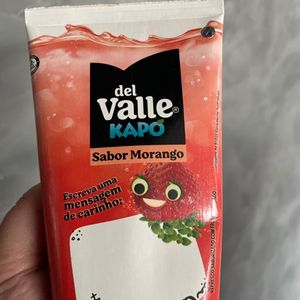 del
Valle®
KAPO
Sabor Morango
Escreva uma
mensagem
de carinho: